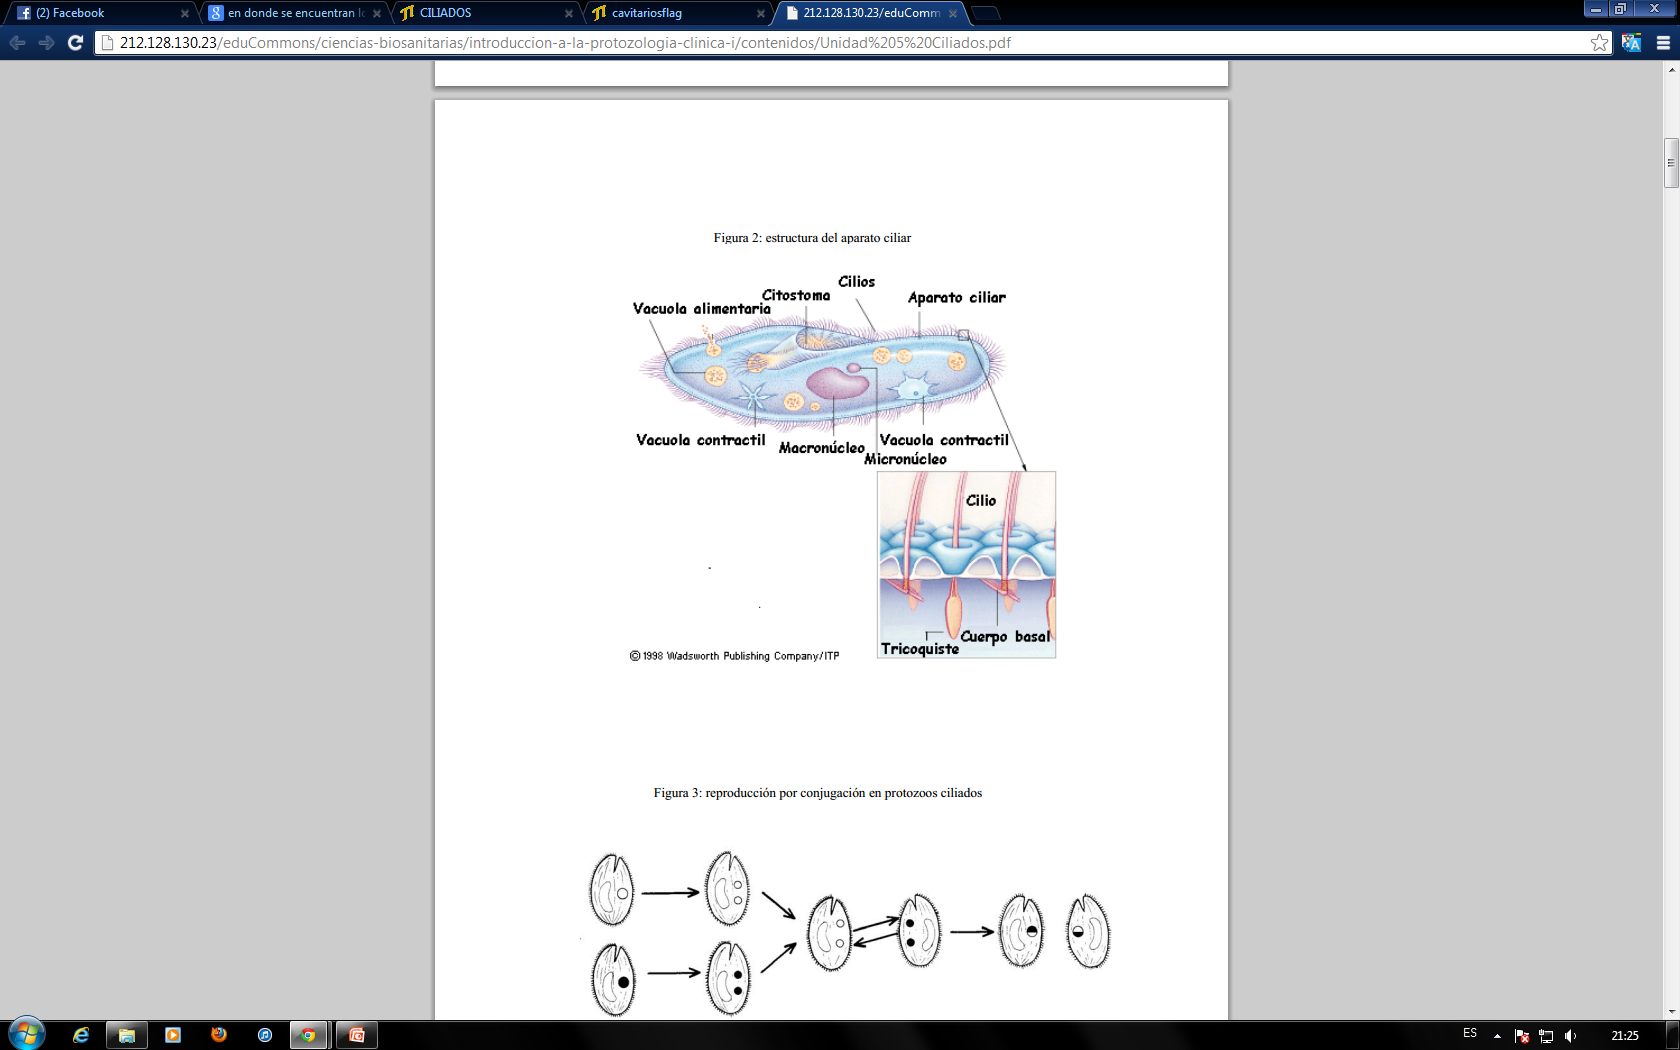 (2) Facebook
en donde se encuentran l
CILIADOS
cavitariosflag
212.128.130.23/eduComm
212.128.130.23/eduCommons/ciencias-biosanitarias/introduccion-a-la-protozologia-clinica-i/contenidos/Unidad%205%20Ciliados.pdf
Figura 2: estructura del aparato ciliar
Cilios
Citostoma
Aparato ciliar
Vacuola alimentaria
Vacuola contractil
Macronúcleo
Vacuola contractil
Micronúcleo
Cilio
Cuerpo basal
Tricoquiste
© 1998 Wadsworth Publishing Company/ITP
Figura 3: reproducción por conjugación en protozoos ciliados
ES
21:25